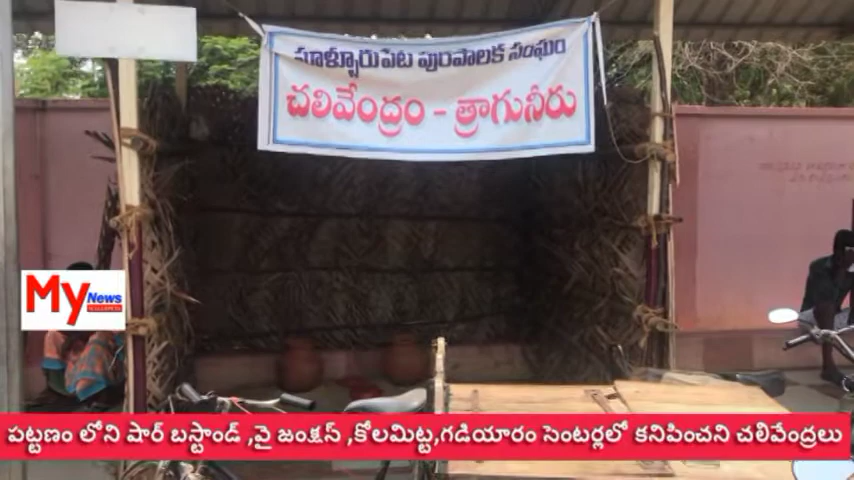 సూళ్ళూరుపేట పురపాలక సంఘం
చలివేంద్రం - త్రాగునీరు
My News
పట్టణం లోని షార్ బస్టాండ్ ,వై జంక్షన్ ,కోలమిట్ట,గడియారం సెంటర్లలో కనిపించని చలివేంద్రలు